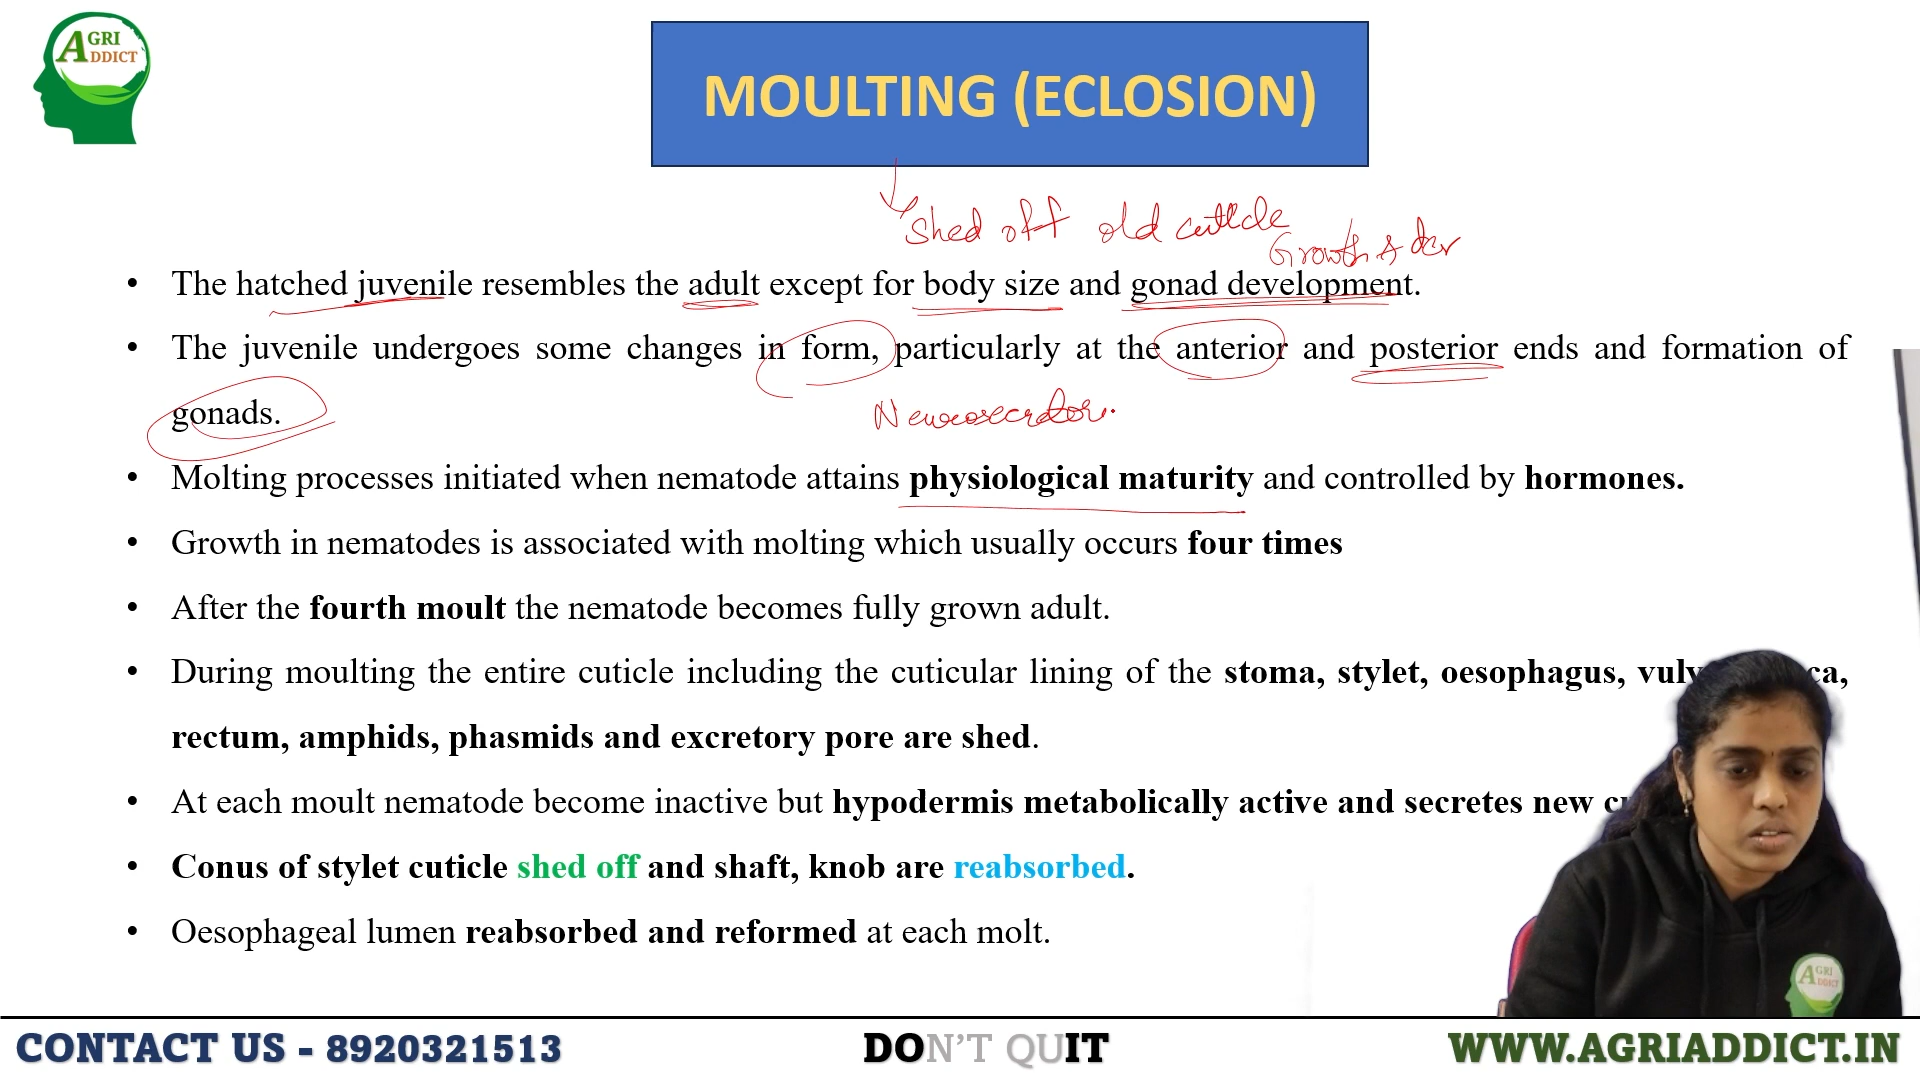 AGRI
ADDICT
MOULTING (ECLOSION)
Shed off old cuticle
Growth &
• The hatched juvenile resembles the adult except for body size and gonad development.
• The juvenile undergoes some changes in form, particularly at the anterior and posterior ends and formation of
gonads.
• Molting processes initiated when nematode attains physiological maturity and controlled by hormones.
• Growth in nematodes is associated with molting which usually occurs four times
• After the fourth moult the nematode becomes fully grown adult.
• During moulting the entire cuticle including the cuticular lining of the stoma, stylet, oesophagus,
rectum, amphids, phasmids and excretory pore are shed.
• At each moult nematode become inactive but hypodermis metabolically active and secretes new
• Conus of stylet cuticle shed off and shaft, knob are reabsorbed.
• Oesophageal lumen reabsorbed and reformed at each molt.
AGRI
ADDICT
CONTACT US - 8920321513 DON'T QUIT WWW.AGRIADDICT.IN